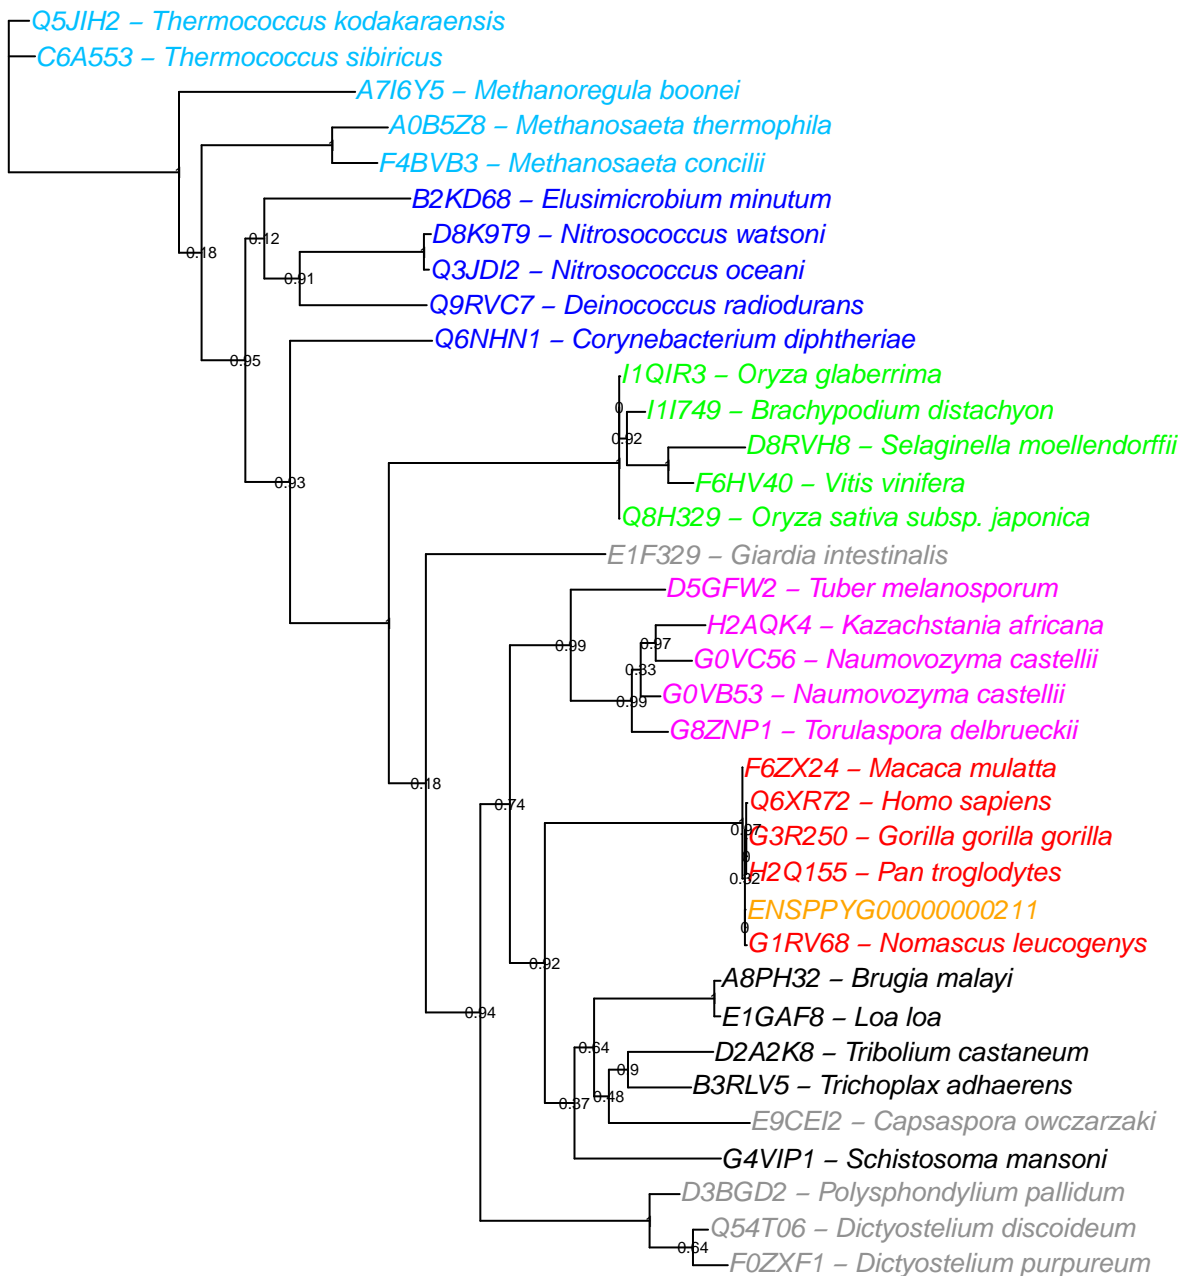 Q5JIH2 – Thermococcus kodakaraensis
C6A553 – Thermococcus sibiricus
A7I6Y5 – Methanoregula boonei
A0B5Z8 – Methanosaeta thermophila
F4BVB3 – Methanosaeta concilii
B2KD68 – Elusimicrobium minutum
D8K9T9 – Nitrosococcus watsoni
0.12
0.18
Q3JDI2 – Nitrosococcus oceani
0.91
Q9RVC7 – Deinococcus radiodurans
Q6NHN1 – Corynebacterium diphtheriae
0.95
I1QIR3 – Oryza glaberrima
0
I1I749 – Brachypodium distachyon
0.92
D8RVH8 – Selaginella moellendorffii
F6HV40 – Vitis vinifera
0.93
Q8H329 – Oryza sativa subsp. japonica
E1F329 – Giardia intestinalis
D5GFW2 – Tuber melanosporum
H2AQK4 – Kazachstania africana
0.97
0.99
G0VC56 – Naumovozyma castellii
0.33
G0VB53 – Naumovozyma castellii
0.99
G8ZNP1 – Torulaspora delbrueckii
F6ZX24 – Macaca mulatta
0.18
Q6XR72 – Homo sapiens
0.74
0.97
G3R250 – Gorilla gorilla gorilla
0
H2Q155 – Pan troglodytes
0.32
ENSPPYG00000000211
0
G1RV68 – Nomascus leucogenys
0.92
A8PH32 – Brugia malayi
0.94
E1GAF8 – Loa loa
0.64
D2A2K8 – Tribolium castaneum
0.9
B3RLV5 – Trichoplax adhaerens
0.48
0.37
E9CEI2 – Capsaspora owczarzaki
G4VIP1 – Schistosoma mansoni
D3BGD2 – Polysphondylium pallidum
Q54T06 – Dictyostelium discoideum
0.64
F0ZXF1 – Dictyostelium purpureum